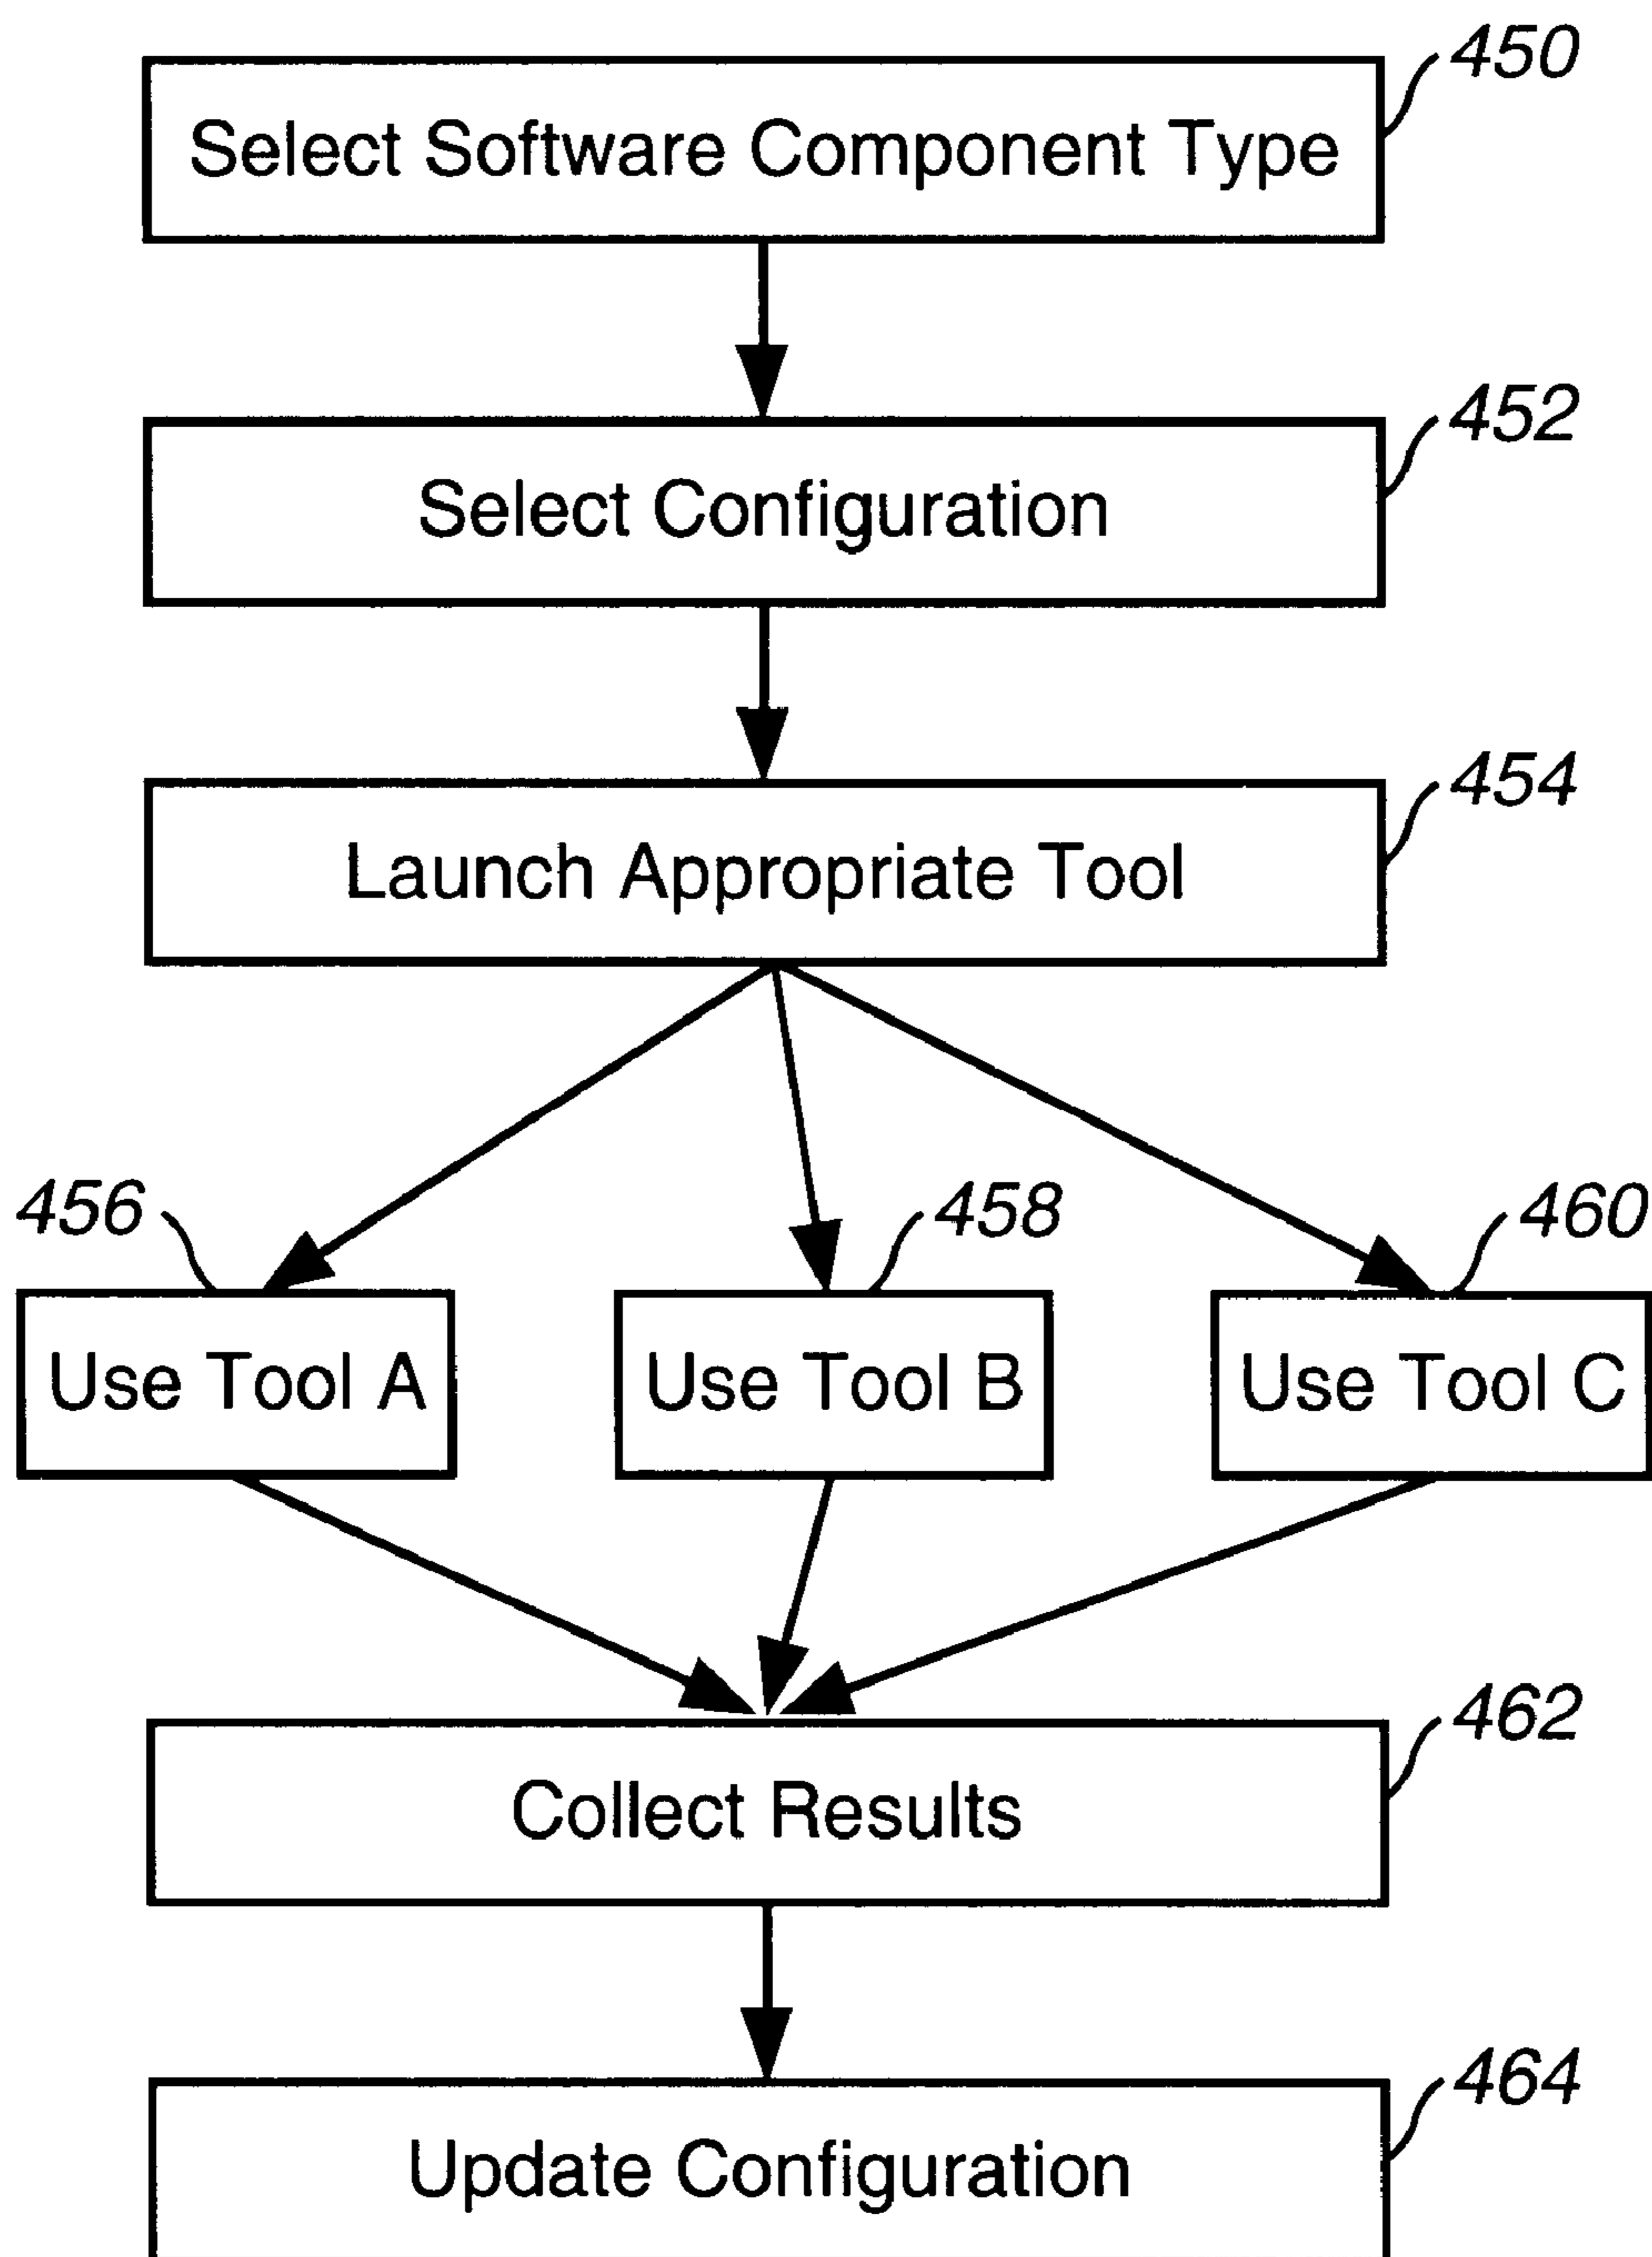 450
Select Software Component Type
452
Select Configuration
454
Launch Appropriate Tool
456
458
460
Use Tool A
Use Tool B
Use Tool C
462
Collect Results
464
Update Configuration